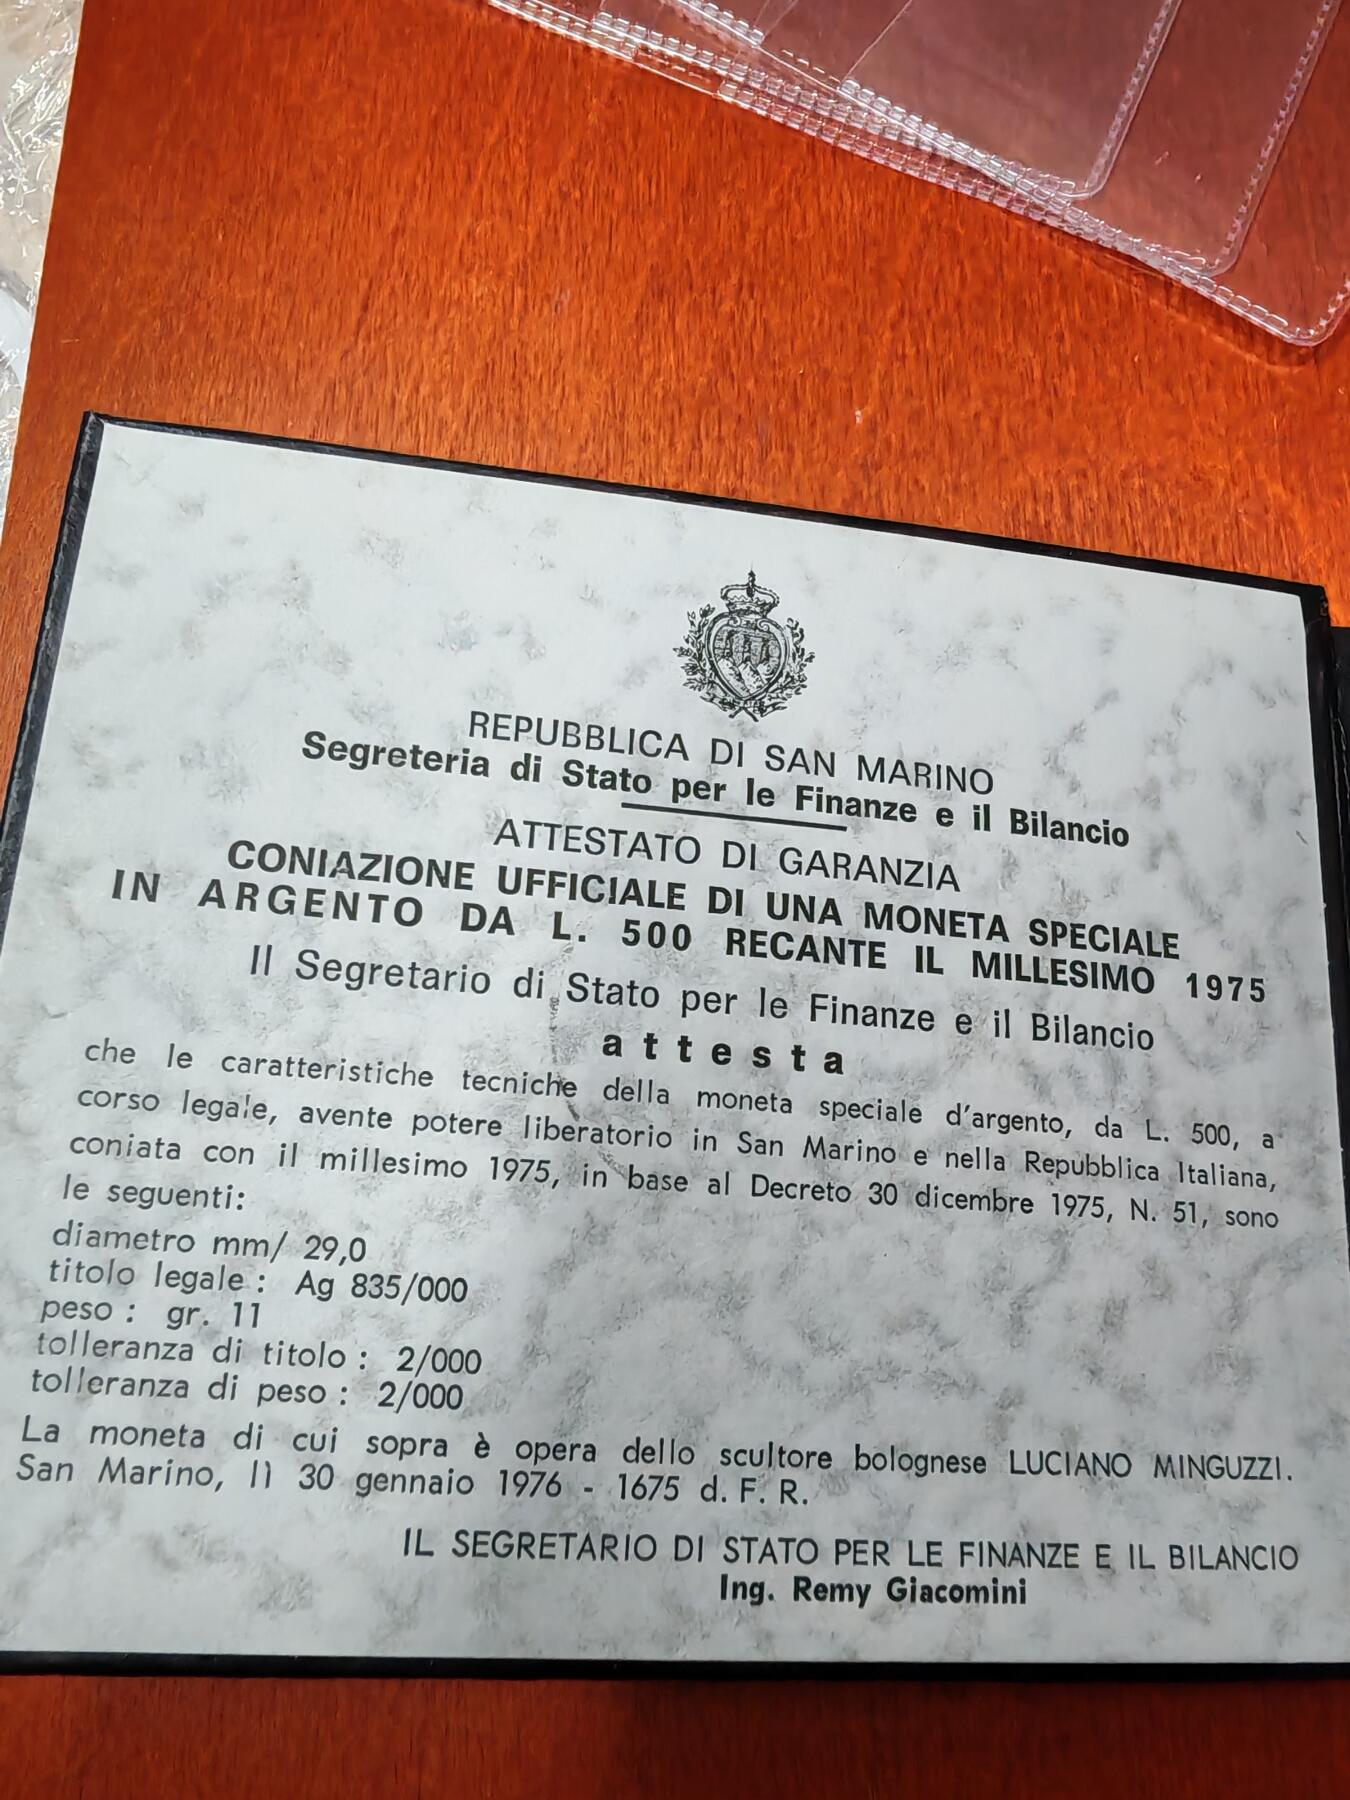 REPUBBLICA DI SAN MARINO
Segreteria di Stato per le Finanze e il Bilancio
ATTESTATO DI GARANZIA
CONIAZIONE UFFICIALE DI UNA MONETA SPECIALE
IN ARGENTO DA L. 500 RECANTE IL MILLESIMO 1975
Il Segretario di Stato per le Finanze e il Bilancio
attesta
che le caratteristiche tecniche della moneta speciale d'argento, da L. 500, a
corso legale, avente potere liberatorio in San Marino e nella Repubblica Italiana,
coniata con il millesimo 1975, in base al Decreto 30 dicembre 1975, N. 51, sono
le seguenti:
diametro mm/ 29,0
titolo legale : Ag 835/000
peso : gr. 11
tolleranza di titolo : 2/000
tolleranza di peso : 2/000
La moneta di cui sopra è opera dello scultore bolognese LUCIANO MINGUZZI.
San Marino, lì 30 gennaio 1976 - 1675 d. F. R.
IL SEGRETARIO DI STATO PER LE FINANZE E IL BILANCIO
Ing. Remy Giacomini